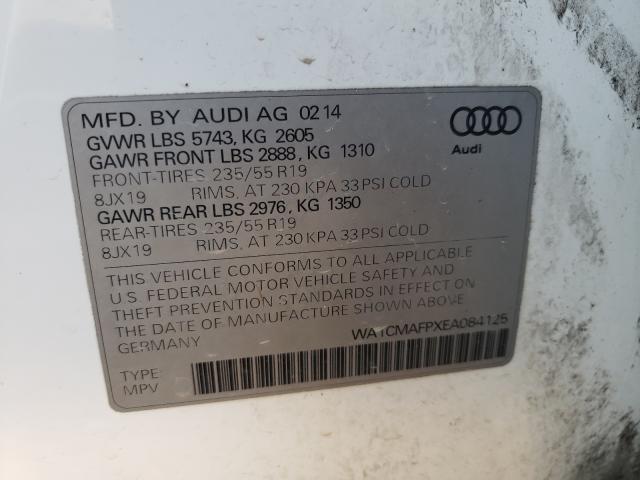 MFD. BY AUDI AG 02 14
GVWR LBS 5743, KG 2605
GAWR FRONT LBS 2888, KG 1310
FRONT-TIRES 235/55 R19
8JX19 RIMS, AT 230 KPA 33 PSI COLD
GAWR REAR LBS 2976, KG 1350
REAR-TIRES 235/55 R19
8JX19 RIMS, AT 230 KPA 33 PSI COLD
THIS VEHICLE CONFORMS TO ALL APPLICABLE
U.S. FEDERAL MOTOR VEHICLE SAFETY AND
THEFT PREVENTION STANDARDS IN EFFECT ON
THE DATE OF MANUFACTURE SHOWN ABOVE.
GERMANY
WA1CMAFPXEA084125
TYPE:
MPV
Audi